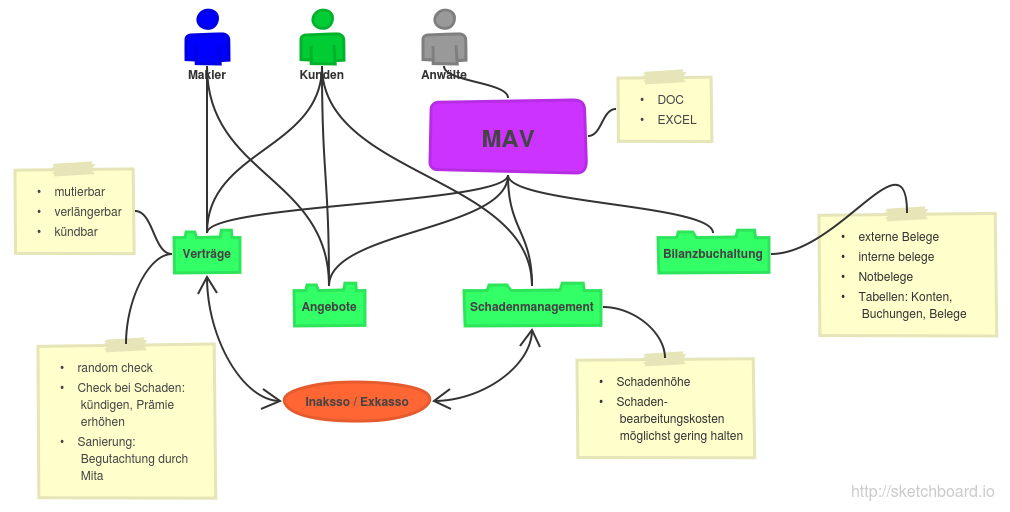 Makler
Kunden
Anwälte
MAV
• DOC
• EXCEL
• mutierbar
• verlängerbar
• kündbar
Verträge
Angebote
Schadenmanagement
Bilanzbuchaltung
• externe Belege
• interne belege
• Notbelege
• Tabellen: Konten,
Buchungen, Belege
• random check
• Check bei Schaden:
kündigen, Prämie
erhöhen
• Sanierung:
Begutachtung durch
Mita
Inaksso / Exkasso
• Schadenhöhe
• Schaden-
bearbeitungskosten
möglichst gering halten
http://sketchboard.io